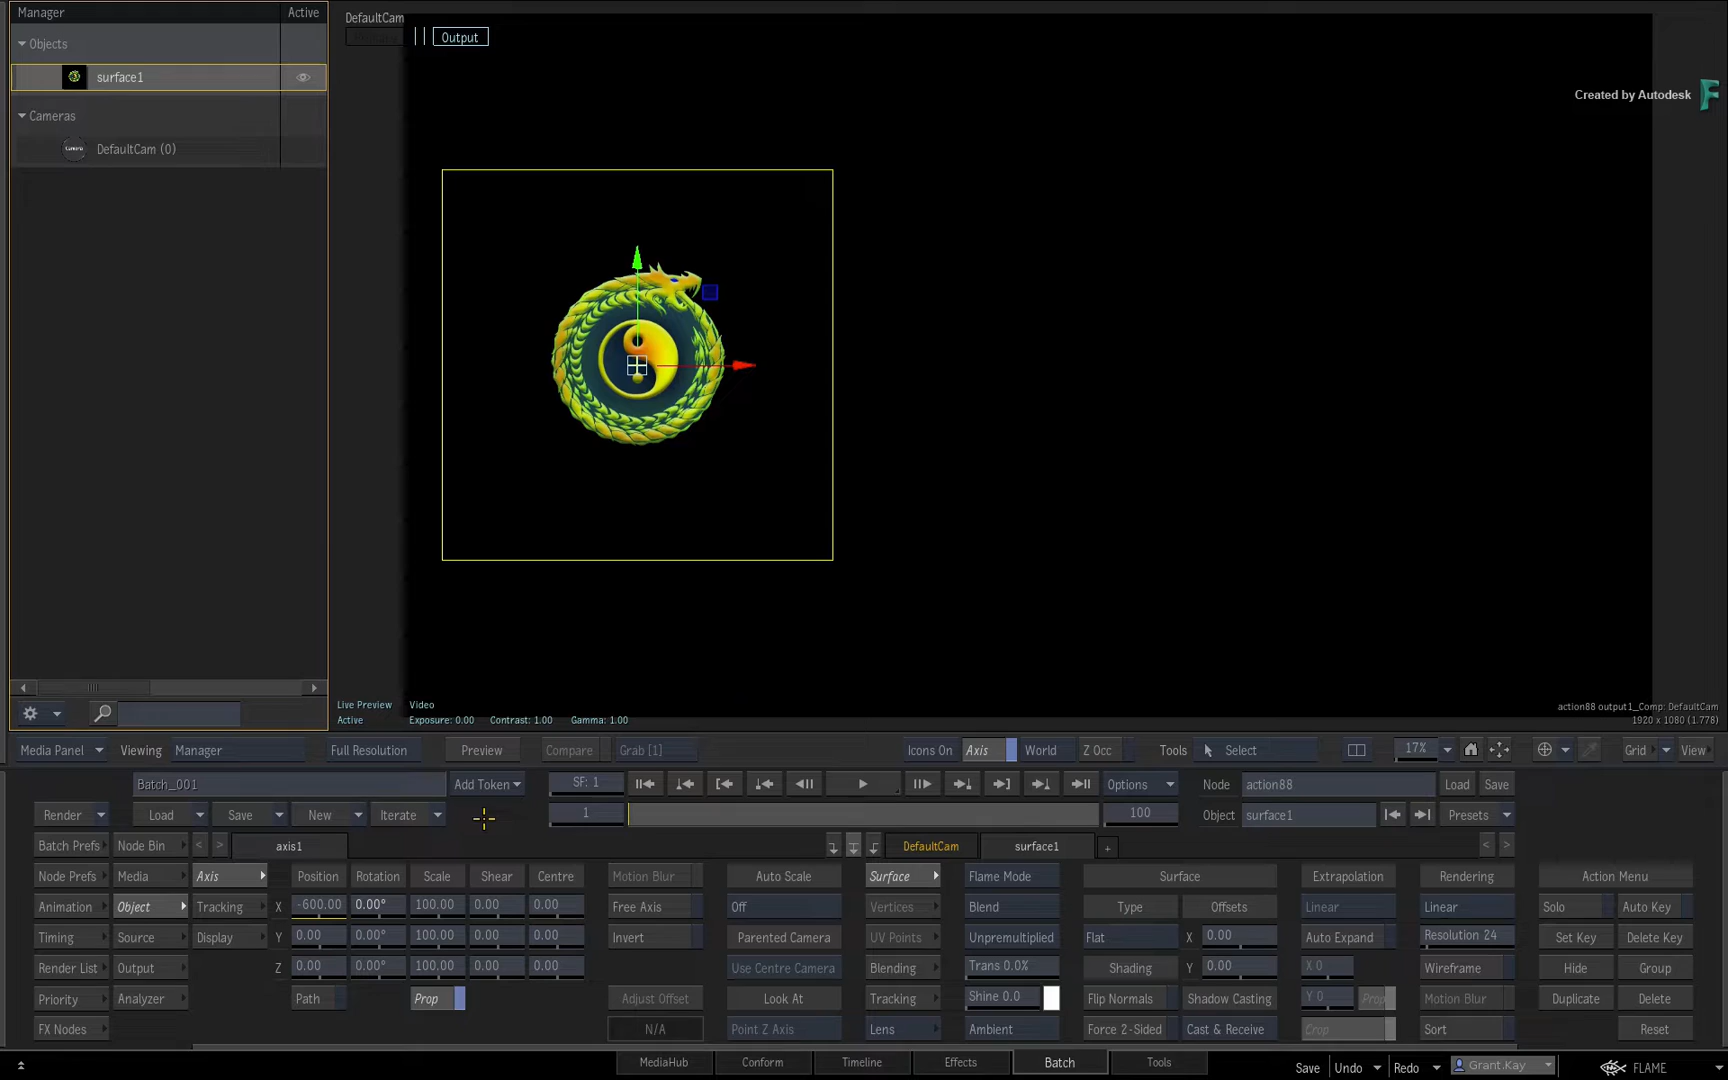 Manager Active
Objects
surface1
Cameras
DefaultCam (0)
DefaultCam
Output
Created by Autodesk
Live Preview Video
Active Exposure: 0.00 Contrast: 1.00 Gamma: 1.00
action88 output1_Comp: DefaultCam
1920 x 1080 (1.778)
Media Panel Viewing Manager Full Resolution Preview Compare Grab [1] Icons On Axis World Z Occ Tools Select 17% Grid View
Batch_001 Add Token SF: 1 Options Node action88 Load Save
Render Load Save New Iterate 1 100 Object surface1 Presets
Batch Prefs Node Bin < > axis1 DefaultCam surface1 + < >
Node Prefs Media Axis Position Rotation Scale Shear Centre Motion Blur Auto Scale Surface Flame Mode Surface Extrapolation Rendering Action Menu
Animation Object Tracking X -600.00 0.00° 100.00 0.00 0.00 Free Axis Off Vertices Blend Type Offsets Linear Linear Solo Auto Key
Timing Source Display Y 0.00 0.00° 100.00 0.00 0.00 Invert Parented Camera UV Points Unpremultiplied Flat X 0.00 Auto Expand Resolution 24 Set Key Delete Key
Render List Output Z 0.00 0.00° 100.00 0.00 0.00 Use Centre Camera Blending Trans 0.0% Shading Y 0.00 X 0 Wireframe Hide Group
Priority Analyzer Path Prop Adjust Offset Look At Tracking Shine 0.0 Flip Normals Shadow Casting Y 0 Prop Motion Blur Duplicate Delete
FX Nodes N/A Point Z Axis Lens Ambient Force 2-Sided Cast & Receive Crop Sort Reset
MediaHub Conform Timeline Effects Batch Tools Save Undo Redo Grant.Kay FLAME